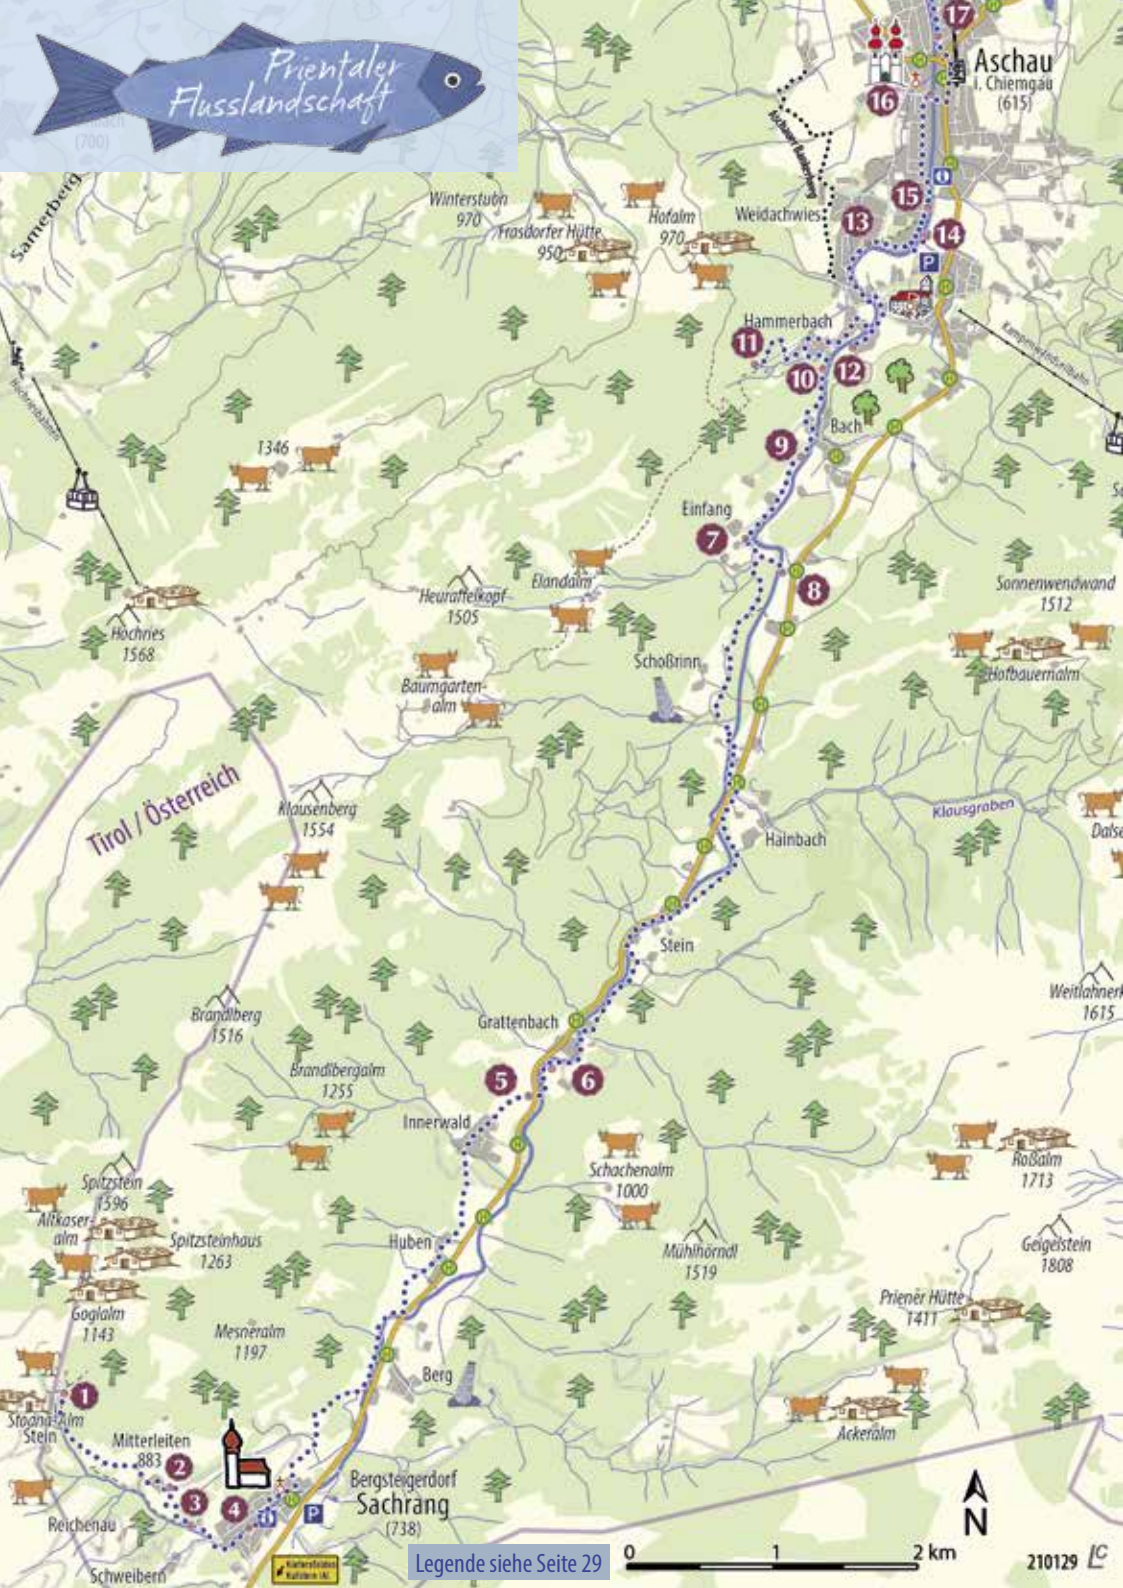 Prientaler
Flusslandschaft
(700)
Samerberg
17
Aschau
i. Chiemgau
(615)
16
15
14
13
P
Weidachwies
Winterstubn
970
Frasdorfer Hütte
950
Hofalm
970
Hammerbach
11
10
12
Kampenwandbahn
Hochriesbahnen
Bach
9
1346
Einfang
7
8
Elandalm
Heuraffelkopf
1505
Sonnenwendwand
1512
Hochries
1568
Hofbauernalm
Schoßrinn
Baumgarten-
alm
Tirol / Österreich
Klausenberg
1554
Klausgraben
Hainbach
Stein
Brandlberg
1516
Grattenbach
1615
Brandlbergalm
1255
5
6
Innerwald
Schachenalm
1000
Roßalm
1713
Spitzstein
1596
Altkaser-
alm
Spitzsteinhaus
1263
Huben
Mühlhörndl
1519
Geigelstein
1808
Goglalm
1143
Mesneralm
1197
Priener Hütte
1411
Berg
1
Stoana-Alm
Stein
Ackeralm
Mitterleiten
883
2
3
4
Bergsteigerdorf
Sachrang
(738)
P
Reichenau
Schweibern
N
Legende siehe Seite 29
0 1 2 km
210129